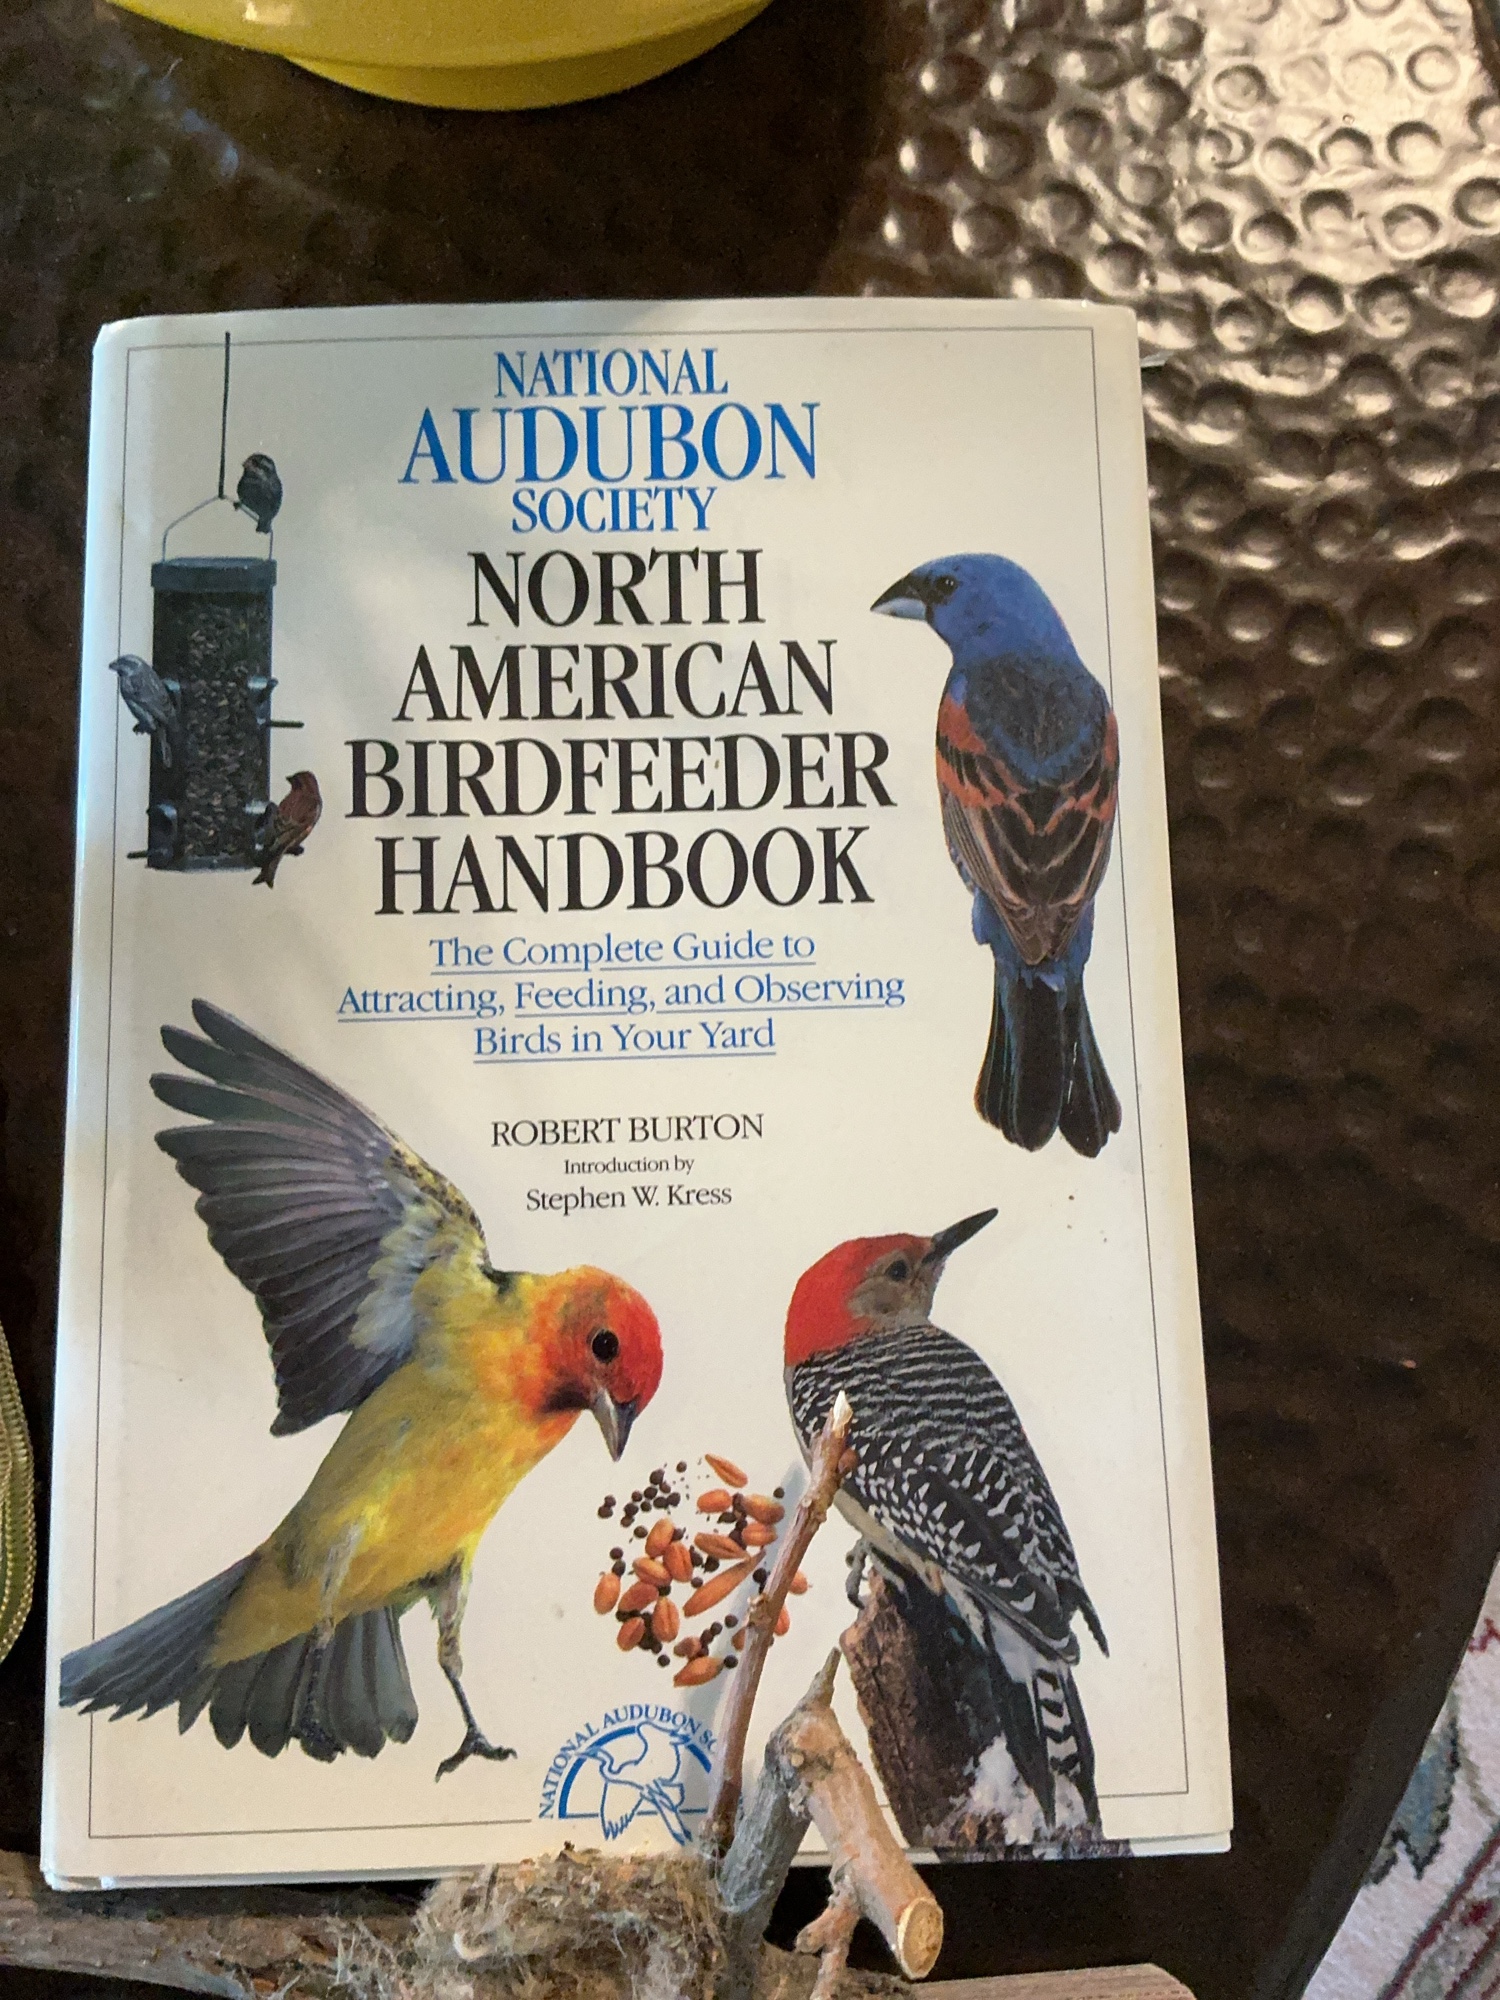 NATIONAL
AUDUBON
SOCIETY
NORTH
AMERICAN
BIRDFEEDER
HANDBOOK
The Complete Guide to
Attracting, Feeding, and Observing
Birds in Your Yard
ROBERT BURTON
Introduction by
Stephen W. Kress
NATIONAL AUDUBON